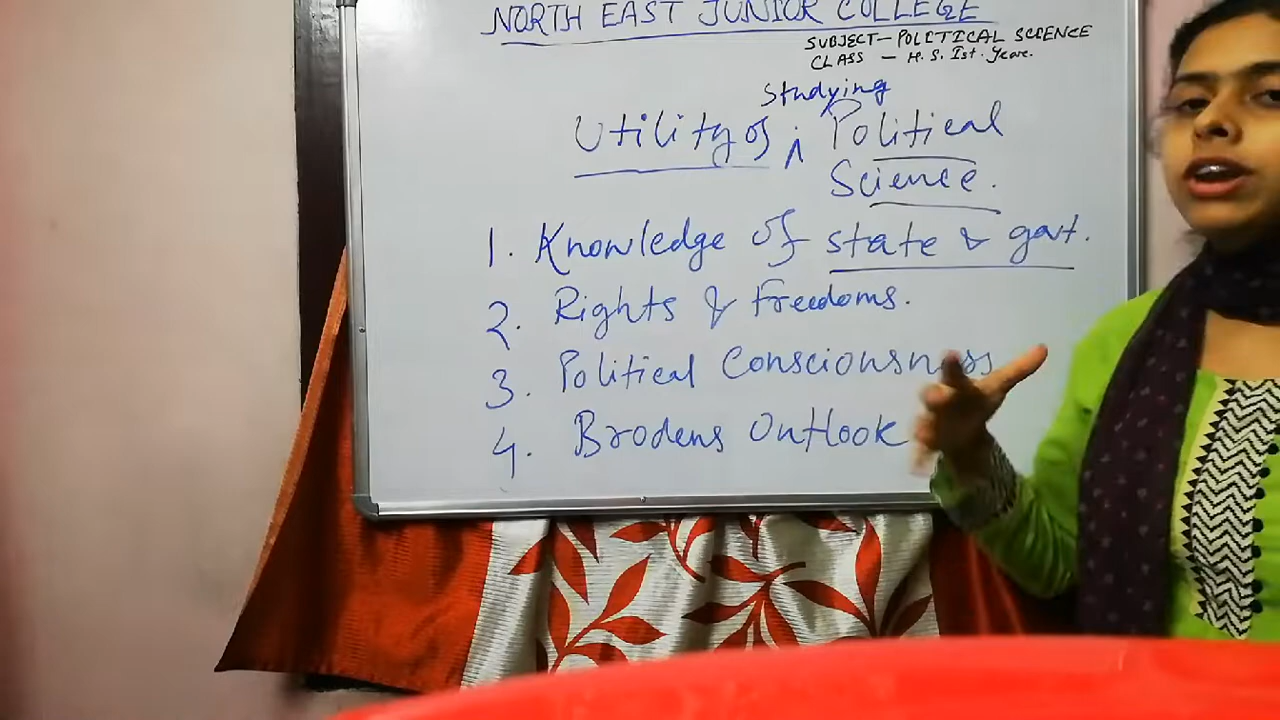 NORTH EAST JUNIOR COLLEGE
SUBJECT - POLITICAL SCIENCE
CLASS - H. S. Ist. Year.
Studying
Utility of ^ Political
Science.
1. Knowledge of state & govt.
2. Rights & Freedoms.
3. Political Consciousness
4. Brodens Outlook